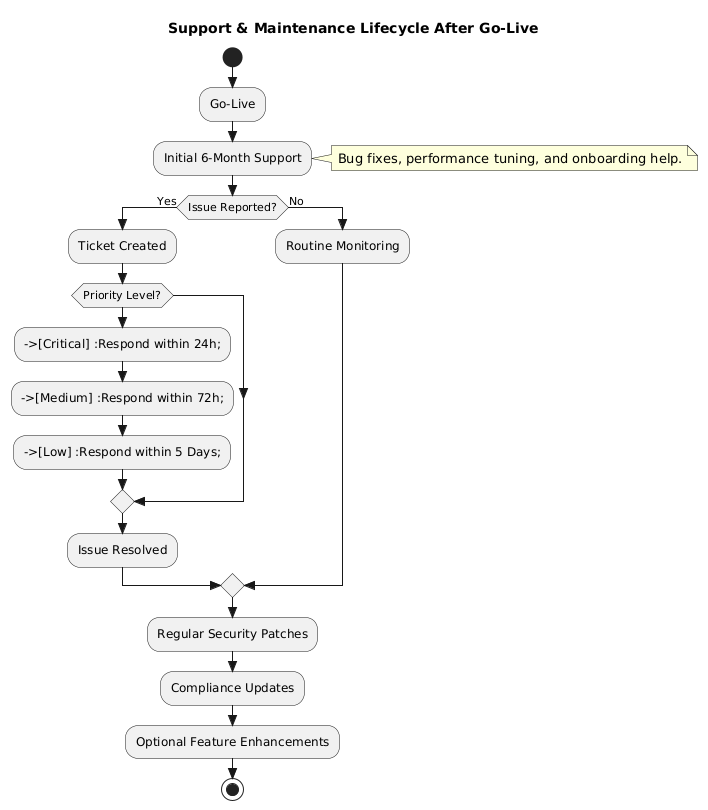 Support & Maintenance Lifecycle After Go-Live
Go-Live
Initial 6-Month Support
Bug fixes, performance tuning, and onboarding help.
Yes
Issue Reported?
No
Ticket Created
Routine Monitoring
Priority Level?
->[Critical] :Respond within 24h;
->[Medium] :Respond within 72h;
->[Low] :Respond within 5 Days;
Issue Resolved
Regular Security Patches
Compliance Updates
Optional Feature Enhancements